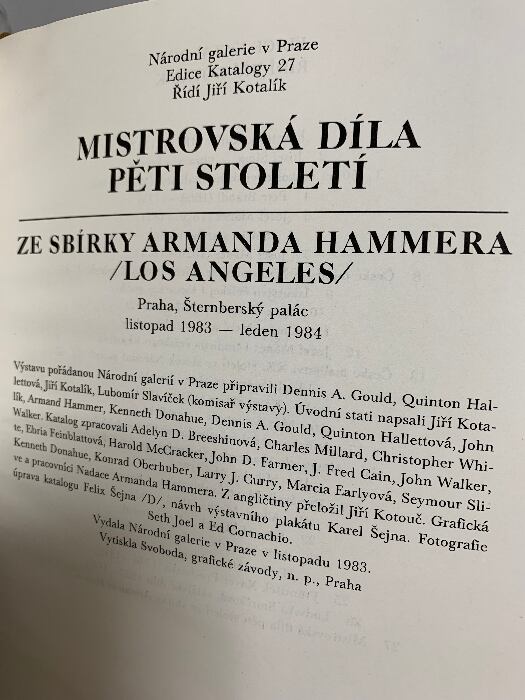 Národní galerie v Praze
Edice Katalogy 27
Řídí Jiří Kotalík
MISTROVSKÁ DÍLA
PĚTI STOLETÍ
ZE SBÍRKY ARMANDA HAMMERA
/LOS ANGELES/
Praha, Šternberský palác
listopad 1983 — leden 1984
Výstavu pořádanou Národní galerií v Praze připravili Dennis A. Gould, Quinton Hal-
lettová, Jiří Kotalík, Lubomír Slavíček (komisař výstavy). Úvodní stati napsali Jiří Kota-
lík, Armand Hammer, Kenneth Donahue, Dennis A. Gould, Quinton Hallettová, John
Walker. Katalog zpracovali Adelyn D. Breeshinová, Charles Millard, Christopher Whi-
te, Ebria Feinblattová, Harold McCracker, John D. Farmer, J. Fred Cain, John Walker,
Kenneth Donahue, Konrad Oberhuber, Larry J. Curry, Marcia Earlyová, Seymour Sli-
ve a pracovníci Nadace Armanda Hammera. Z angličtiny přeložil Jiří Kotouč. Grafická
úprava katalogu Felix Šejna /D/, návrh výstavního plakátu Karel Šejna. Fotografie
Seth Joel a Ed Cornachio.
Vydala Národní galerie v Praze v listopadu 1983.
Vytiskla Svoboda, grafické závody, n. p., Praha